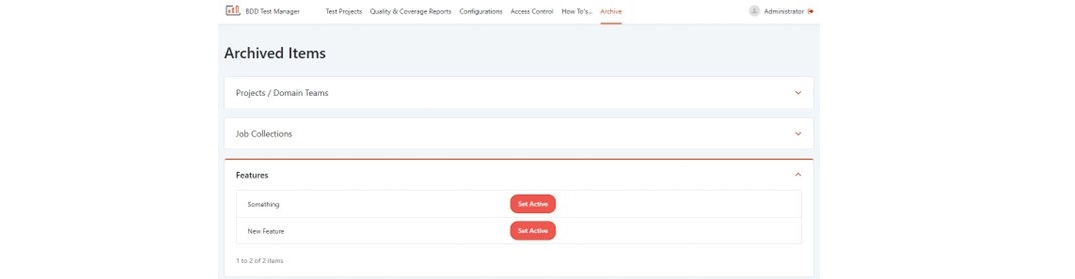 BDD Test Manager Test Projects Quality & Coverage Reports Configurations Access Control How To's... Archive Administrator
Archived Items
Projects / Domain Teams
Job Collections
Features
Something Set Active
New Feature Set Active
1 to 2 of 2 items